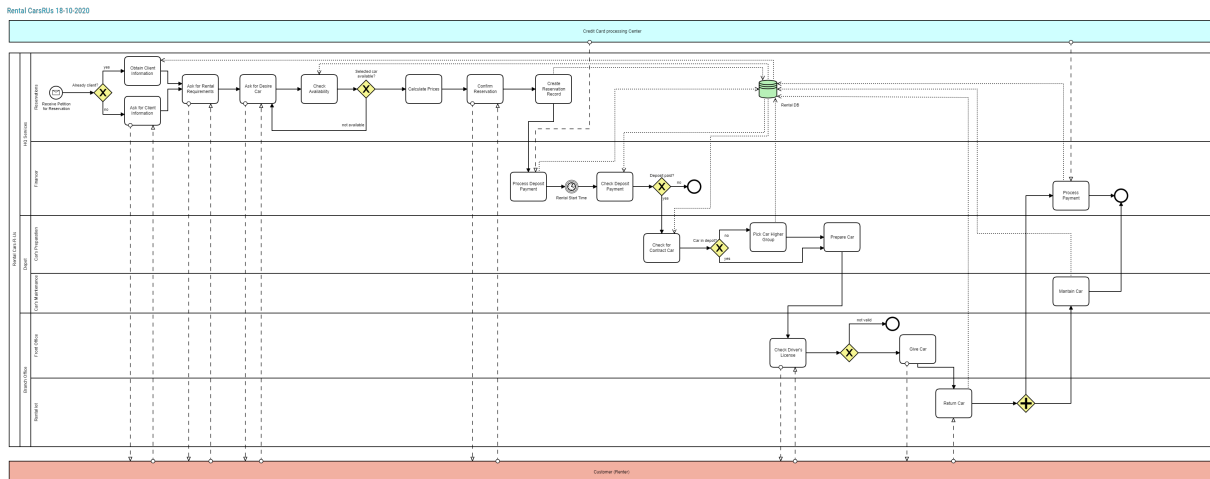 Rental CarsRUs 18-10-2020
Credit Card processing Center
Rental Cars R Us
HQ Services
Reservations
Receive Petition
for Reservation
Already client?
yes
no
Obtain Client
Information
Ask for Client
Information
Ask for Rental
Requirements
Ask for Desire
Car
Check
Availability
Selected car
available?
not available
Calculate Prices
Confirm
Reservation
Create
Reservation
Record
Rental DB
Finance
Process Deposit
Payment
Rental Start Time
Check Deposit
Payment
Deposit paid?
no
yes
Process
Payment
Depot
Car's Preparation
Check for
Contract Car
Car in depot?
no
yes
Pick Car Higher
Group
Prepare Car
Car's Maintenance
Maintain Car
Branch Office
Front Office
Check Driver's
License
not valid
Give Car
Rental lot
Return Car
Customer (Renter)